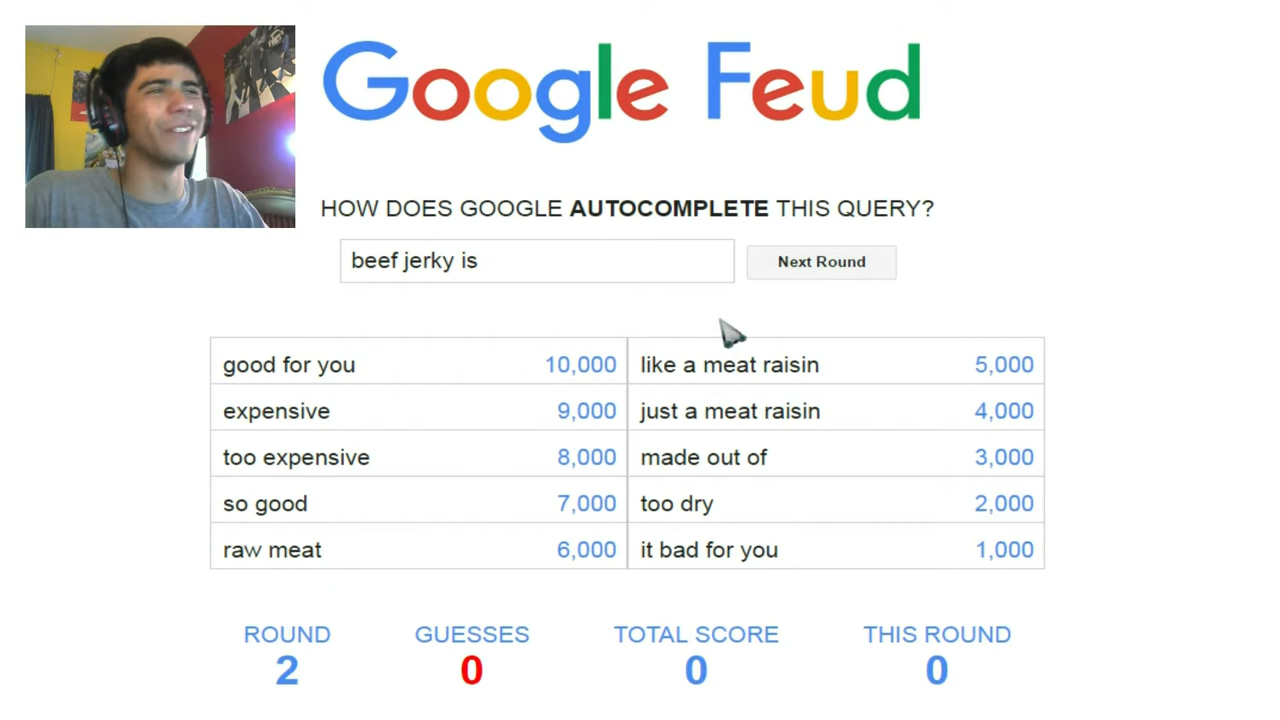 Google Feud
HOW DOES GOOGLE AUTOCOMPLETE THIS QUERY?
beef jerky is
Next Round
good for you 10,000
like a meat raisin 5,000
expensive 9,000
just a meat raisin 4,000
too expensive 8,000
made out of 3,000
so good 7,000
too dry 2,000
raw meat 6,000
it bad for you 1,000
ROUND GUESSES TOTAL SCORE THIS ROUND
2 0 0 0